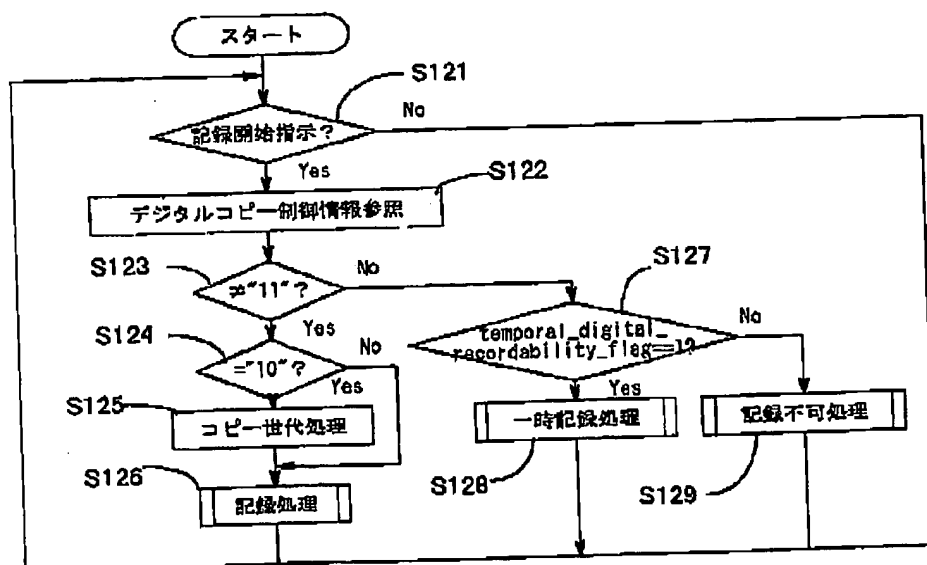 スタート
S121
No
記録開始指示?
Yes
S122
デジタルコピー制御情報参照
S123
≠"11"?
No
S127
S124
Yes
temporal_digital_
recordability_flag==1?
No
="10"?
No
Yes
Yes
S125
コピー世代処理
一時記録処理
記録不可処理
S126
記録処理
S128
S129